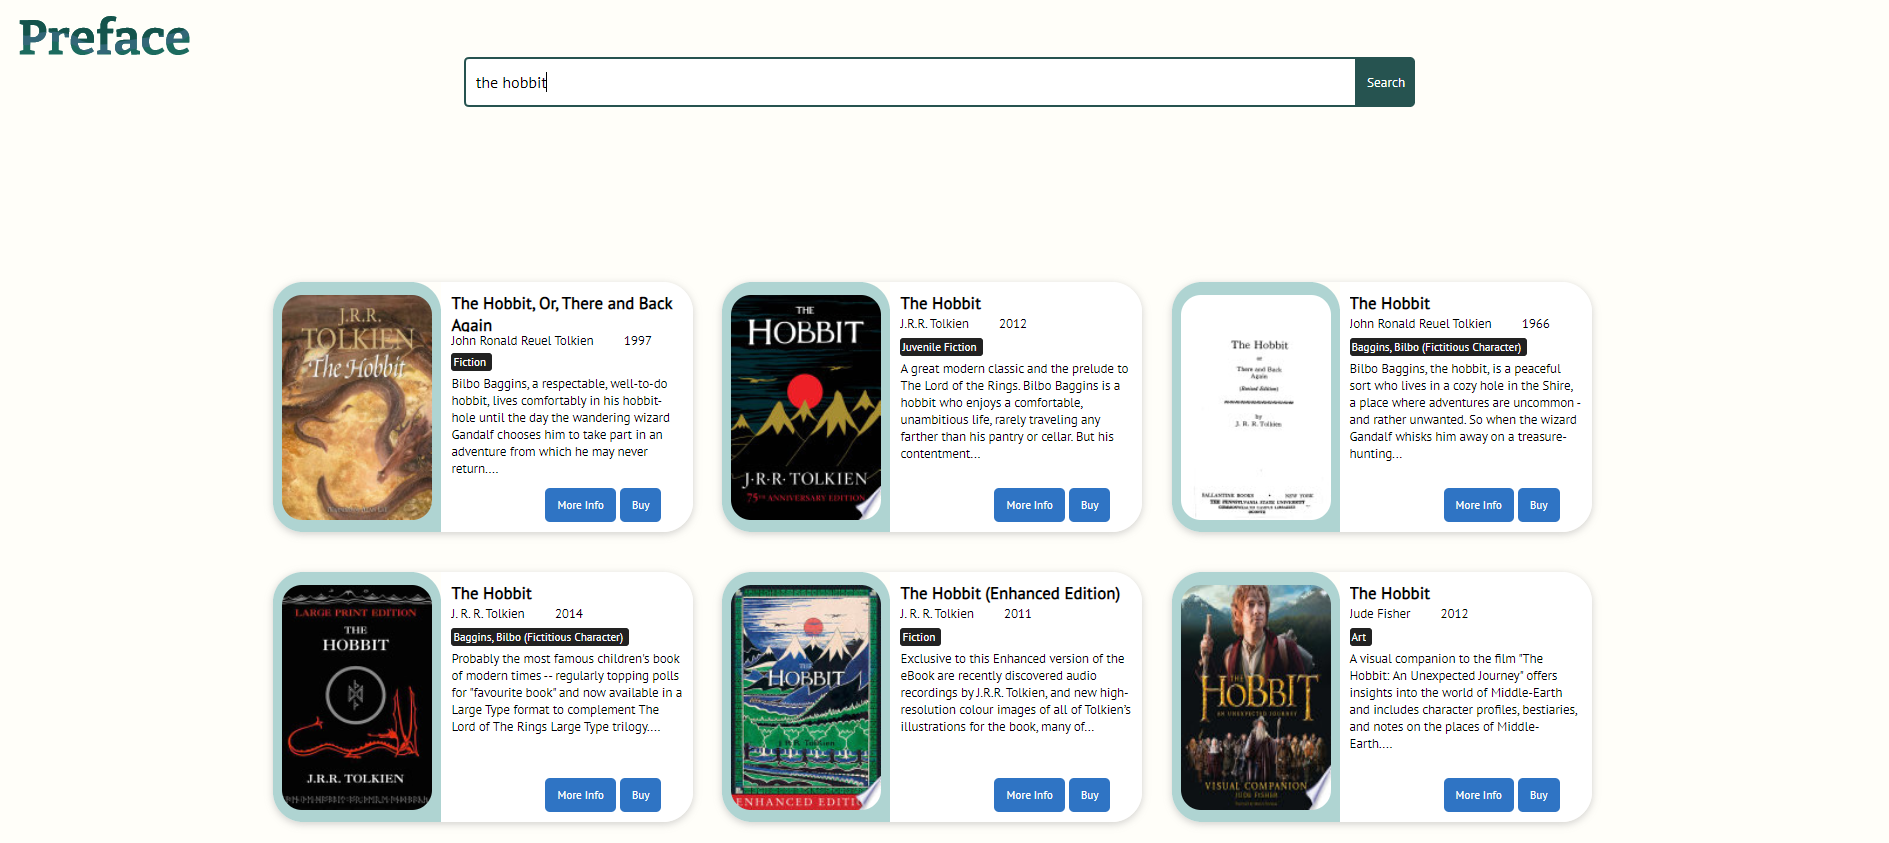 Preface
the hobbit
Search
J.R.R.
TOLKIEN
The Hobbit
The Hobbit, Or, There and Back
Again
John Ronald Reuel Tolkien 1997
Fiction
Bilbo Baggins, a respectable, well-to-do
hobbit, lives comfortably in his hobbit-
hole until the day the wandering wizard
Gandalf chooses him to take part in an
adventure from which he may never
return....
More Info Buy
THE
HOBBIT
J·R·R·TOLKIEN
75TH ANNIVERSARY EDITION
The Hobbit
J.R.R. Tolkien 2012
Juvenile Fiction
A great modern classic and the prelude to
The Lord of the Rings. Bilbo Baggins is a
hobbit who enjoys a comfortable,
unambitious life, rarely traveling any
farther than his pantry or cellar. But his
contentment...
More Info Buy
The Hobbit
or
There and Back
Again
(Revised Edition)
by
J. R. R. Tolkien
BALLANTINE BOOKS • NEW YORK
THE PENNSYLVANIA STATE UNIVERSITY
COMMONWEALTH CAMPUS LIBRARIES
The Hobbit
John Ronald Reuel Tolkien 1966
Baggins, Bilbo (Fictitious Character)
Bilbo Baggins, the hobbit, is a peaceful
sort who lives in a cozy hole in the Shire,
a place where adventures are uncommon -
and rather unwanted. So when the wizard
Gandalf whisks him away on a treasure-
hunting...
More Info Buy
LARGE PRINT EDITION
THE
HOBBIT
J.R.R. TOLKIEN
The Hobbit
J. R. R. Tolkien 2014
Baggins, Bilbo (Fictitious Character)
Probably the most famous children's book
of modern times -- regularly topping polls
for "favourite book" and now available in a
Large Type format to complement The
Lord of The Rings Large Type trilogy....
More Info Buy
THE
HOBBIT
J. R. R. Tolkien
ENHANCED EDITI
The Hobbit (Enhanced Edition)
J. R. R. Tolkien 2011
Fiction
Exclusive to this Enhanced version of the
eBook are recently discovered audio
recordings by J.R.R. Tolkien, and new high-
resolution colour images of all of Tolkien's
illustrations for the book, many of...
More Info Buy
THE
HOBBIT
AN UNEXPECTED JOURNEY
VISUAL COMPANION
JUDE FISHER
The Hobbit
Jude Fisher 2012
Art
A visual companion to the film "The
Hobbit: An Unexpected Journey" offers
insights into the world of Middle-Earth
and includes character profiles, bestiaries,
and notes on the places of Middle-
Earth....
More Info Buy